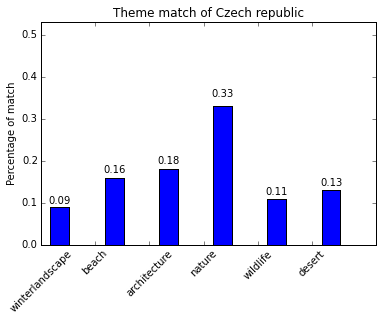 Theme match of Czech republic
Percentage of match
0.5
0.4
0.3
0.2
0.1
0.0
0.09
0.16
0.18
0.33
0.11
0.13
winterlandscape
beach
architecture
nature
wildlife
desert